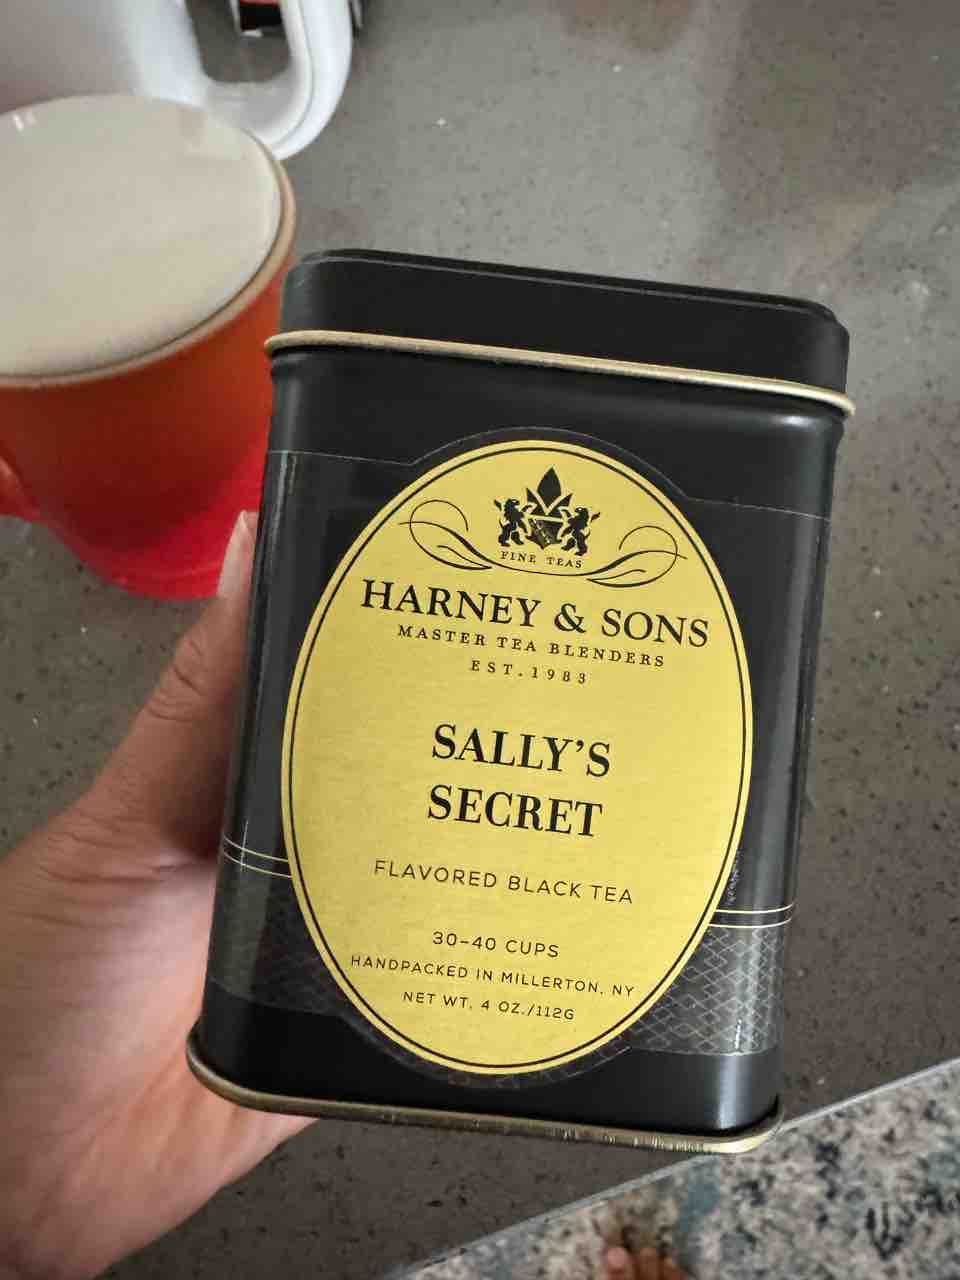 FINE TEAS
HARNEY & SONS
MASTER TEA BLENDERS
EST. 1983
SALLY'S
SECRET
FLAVORED BLACK TEA
30-40 CUPS
HANDPACKED IN MILLERTON, NY
NET WT. 4 OZ./112G